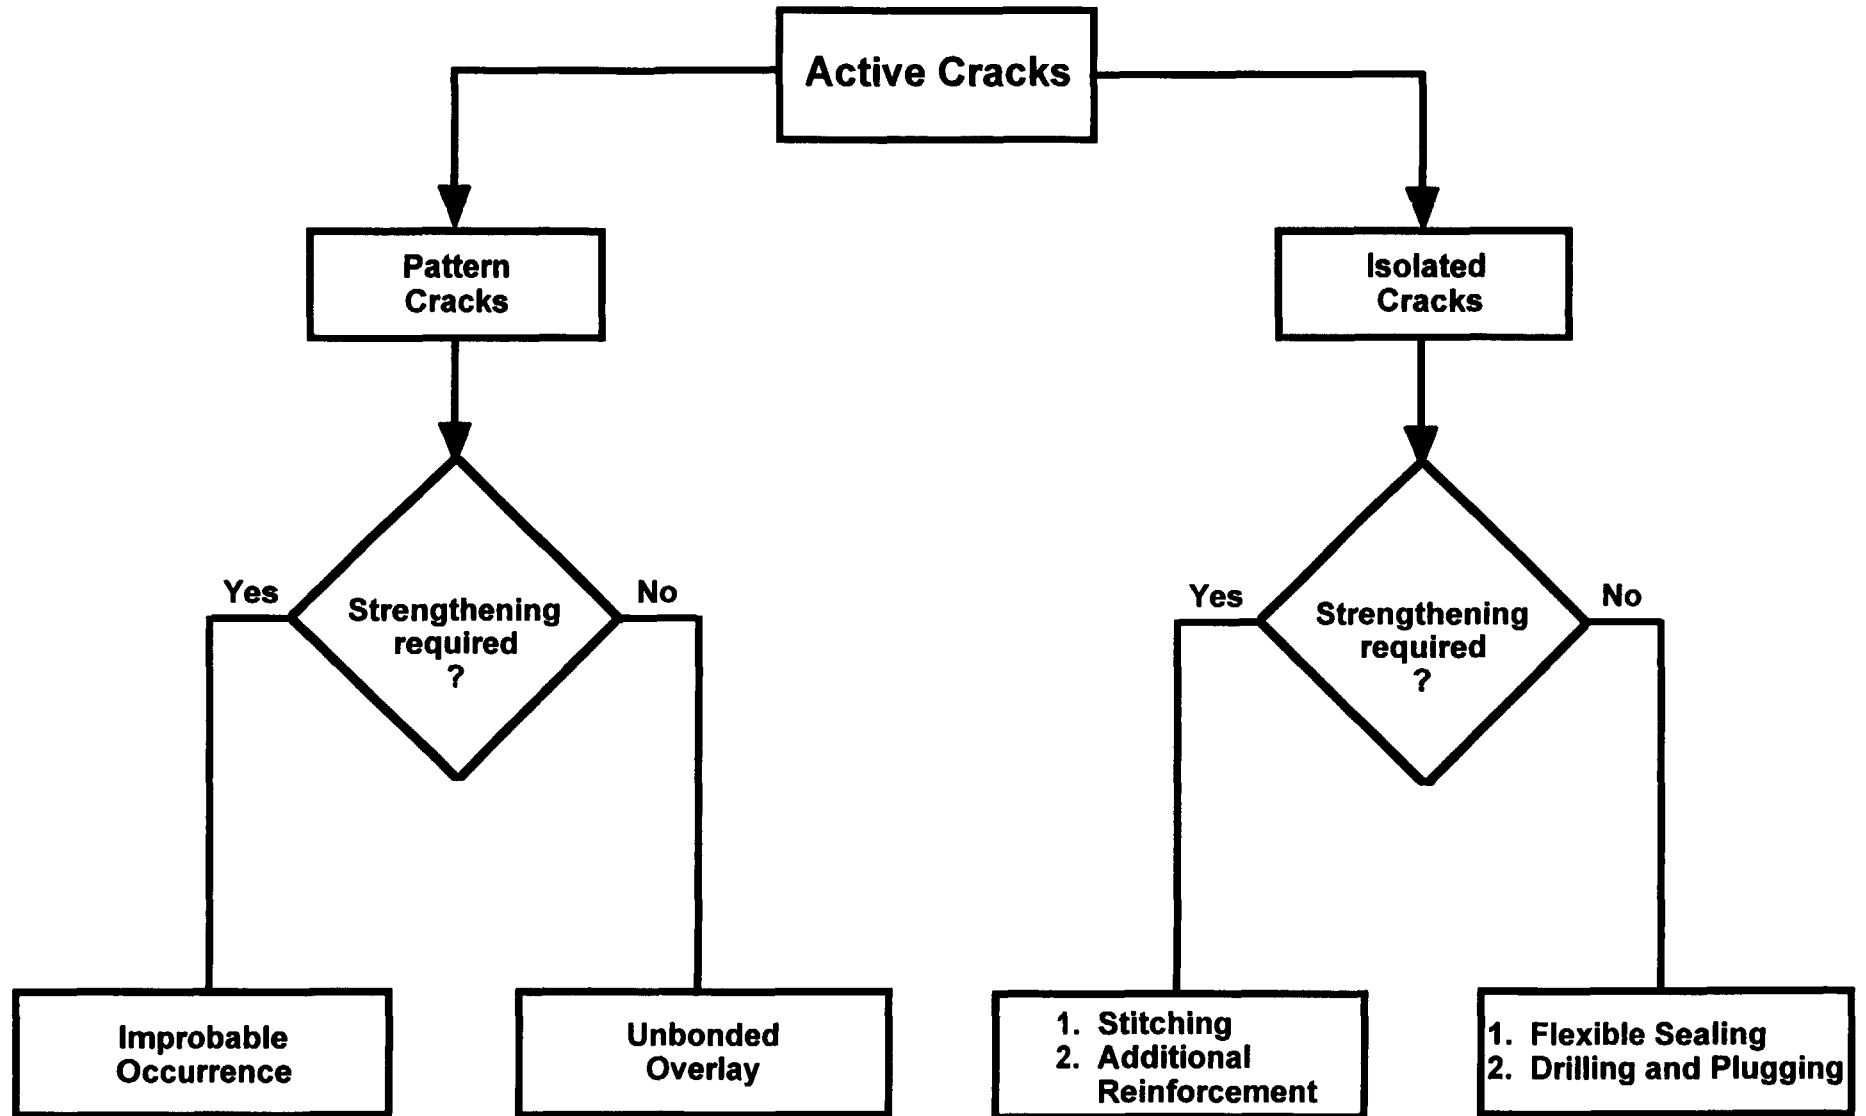 Active Cracks
Pattern
Cracks
Isolated
Cracks
Yes
No
Strengthening
required
?
Yes
No
Strengthening
required
?
Improbable
Occurrence
Unbonded
Overlay
1. Stitching
2. Additional
Reinforcement
1. Flexible Sealing
2. Drilling and Plugging